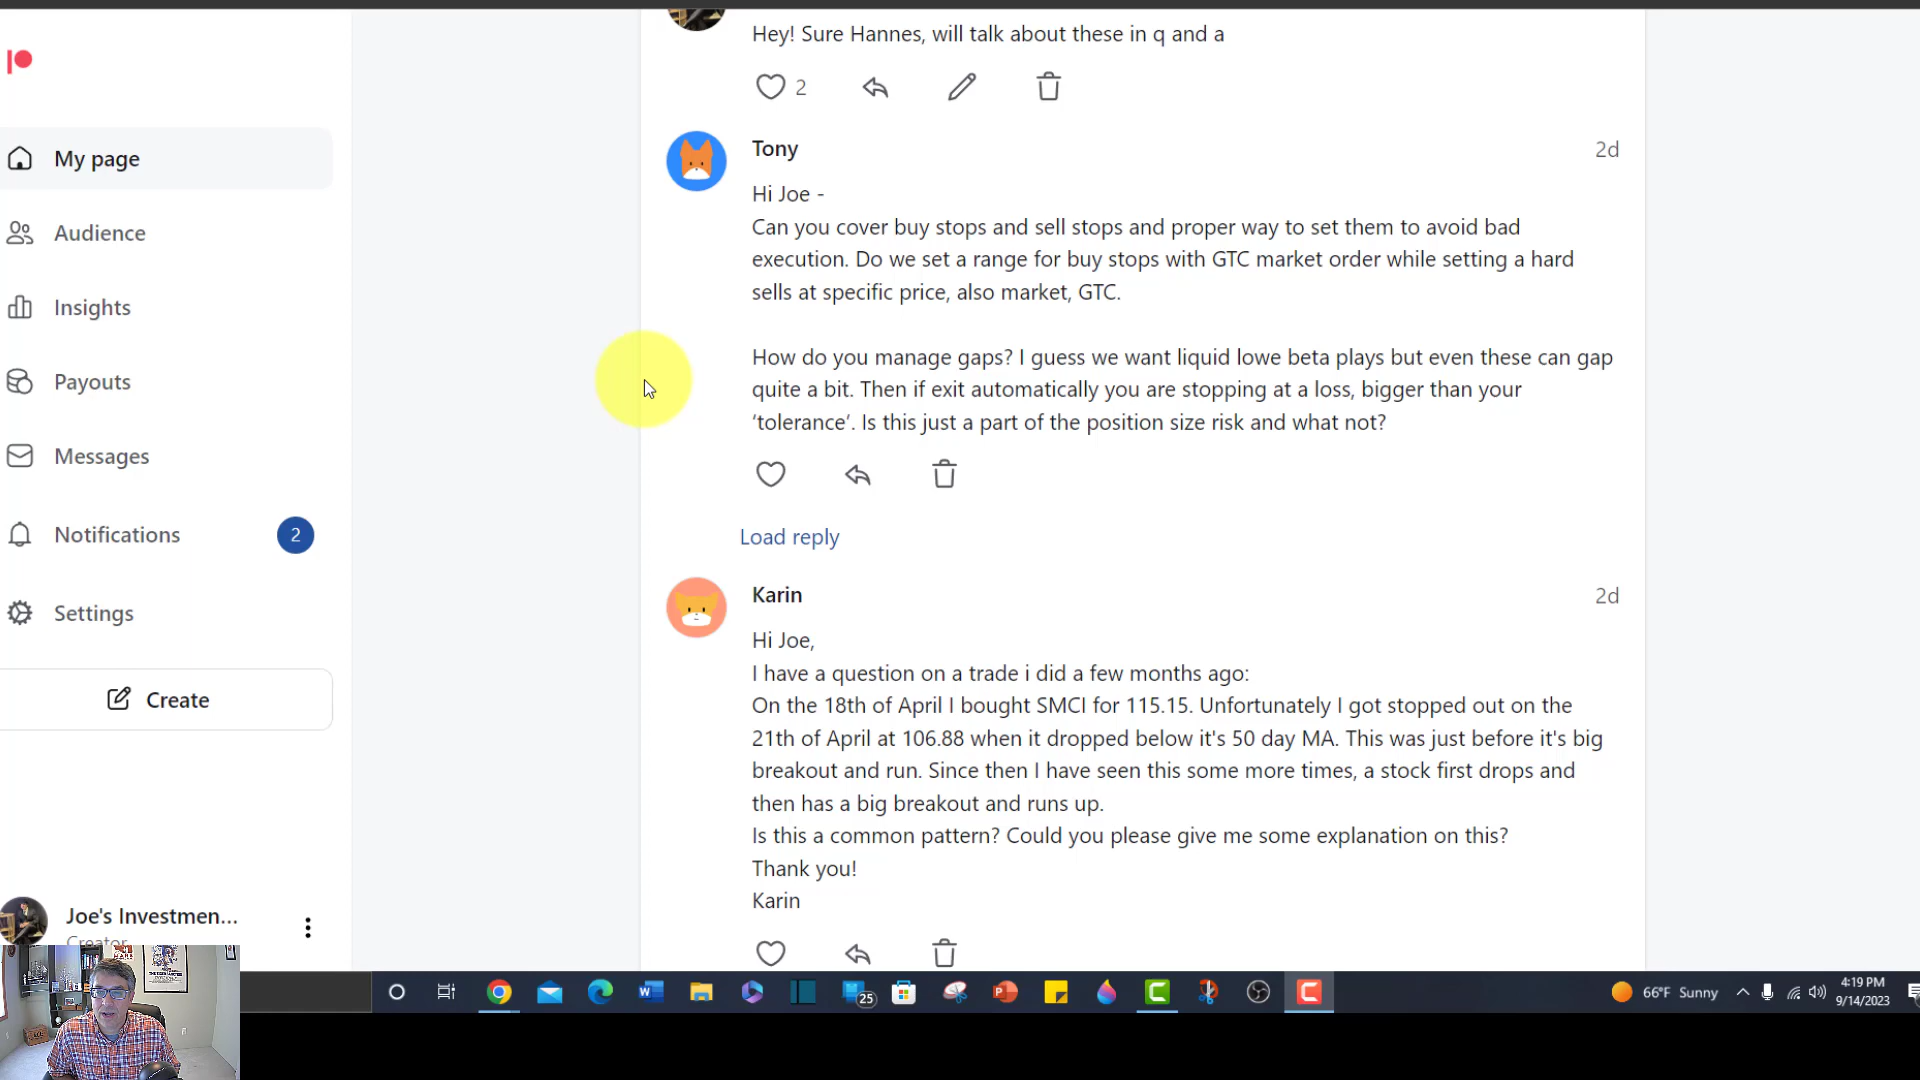 Hey! Sure Hannes, will talk about these in q and a
2
My page
Audience
Insights
Payouts
Messages
Notifications
2
Settings
Create
Joe's Investmen...
Creator
Tony
2d
Hi Joe -
Can you cover buy stops and sell stops and proper way to set them to avoid bad
execution. Do we set a range for buy stops with GTC market order while setting a hard
sells at specific price, also market, GTC.
How do you manage gaps? I guess we want liquid lowe beta plays but even these can gap
quite a bit. Then if exit automatically you are stopping at a loss, bigger than your
‘tolerance’. Is this just a part of the position size risk and what not?
Load reply
Karin
2d
Hi Joe,
I have a question on a trade i did a few months ago:
On the 18th of April I bought SMCI for 115.15. Unfortunately I got stopped out on the
21th of April at 106.88 when it dropped below it's 50 day MA. This was just before it's big
breakout and run. Since then I have seen this some more times, a stock first drops and
then has a big breakout and runs up.
Is this a common pattern? Could you please give me some explanation on this?
Thank you!
Karin
25
66°F Sunny
4:19 PM
9/14/2023